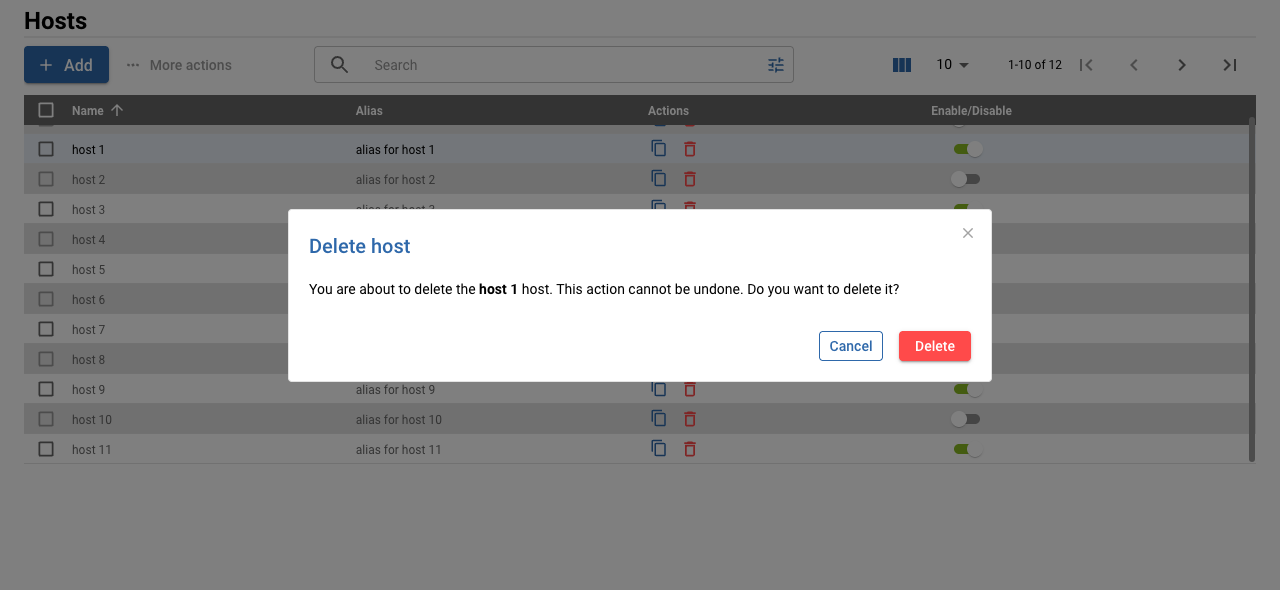 Hosts
Add
More actions
Search
10
1-10 of 12
Name Alias Actions Enable/Disable
host 1 alias for host 1
host 2 alias for host 2
host 3 alias for host 3
host 4
host 5
host 6
host 7
host 8
host 9 alias for host 9
host 10 alias for host 10
host 11 alias for host 11
Delete host
You are about to delete the host 1 host. This action cannot be undone. Do you want to delete it?
Cancel Delete